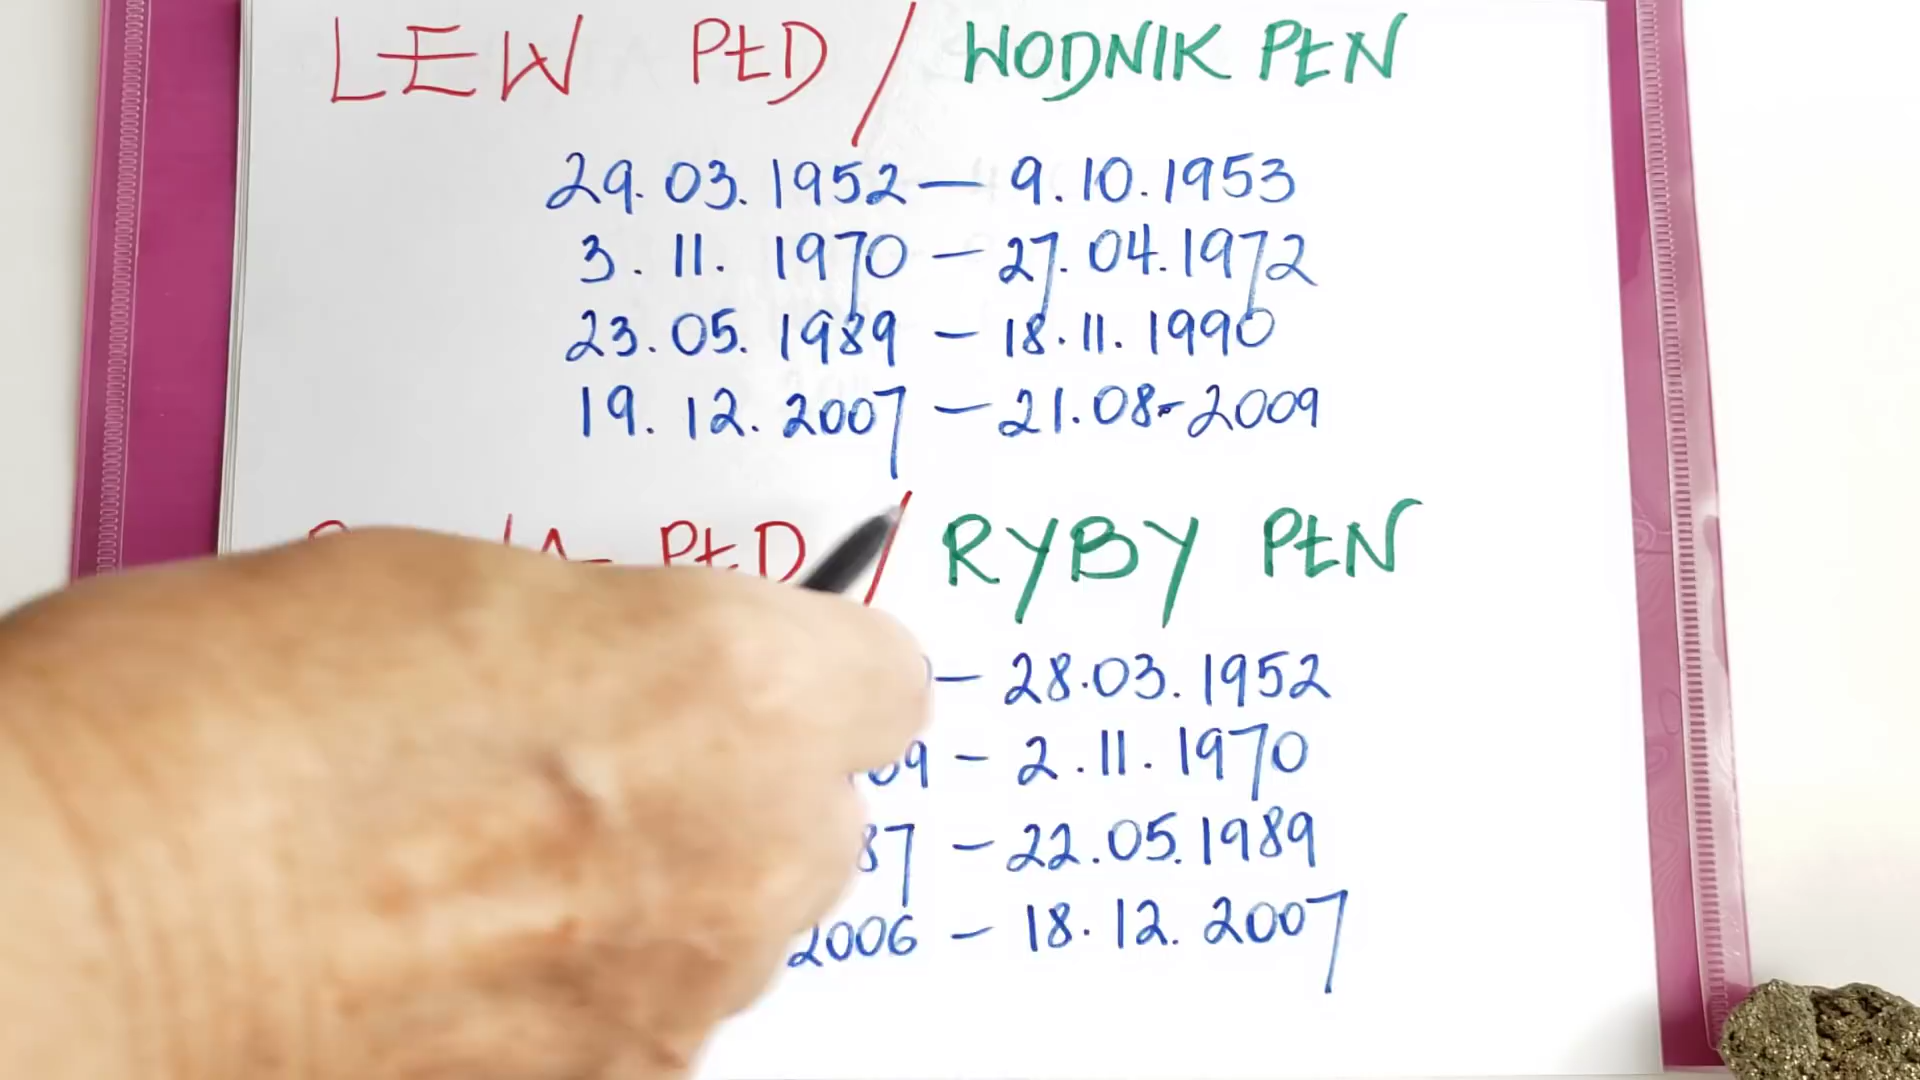 LEW PŁD / WODNIK PŁN
29.03.1952 — 9.10.1953
3.11.1970 — 27.04.1972
23.05.1989 — 18.11.1990
19.12.2007 — 21.08-2009
PŁD / RYBY PŁN
— 28.03.1952
— 2.11.1970
— 22.05.1989
2006 — 18.12.2007